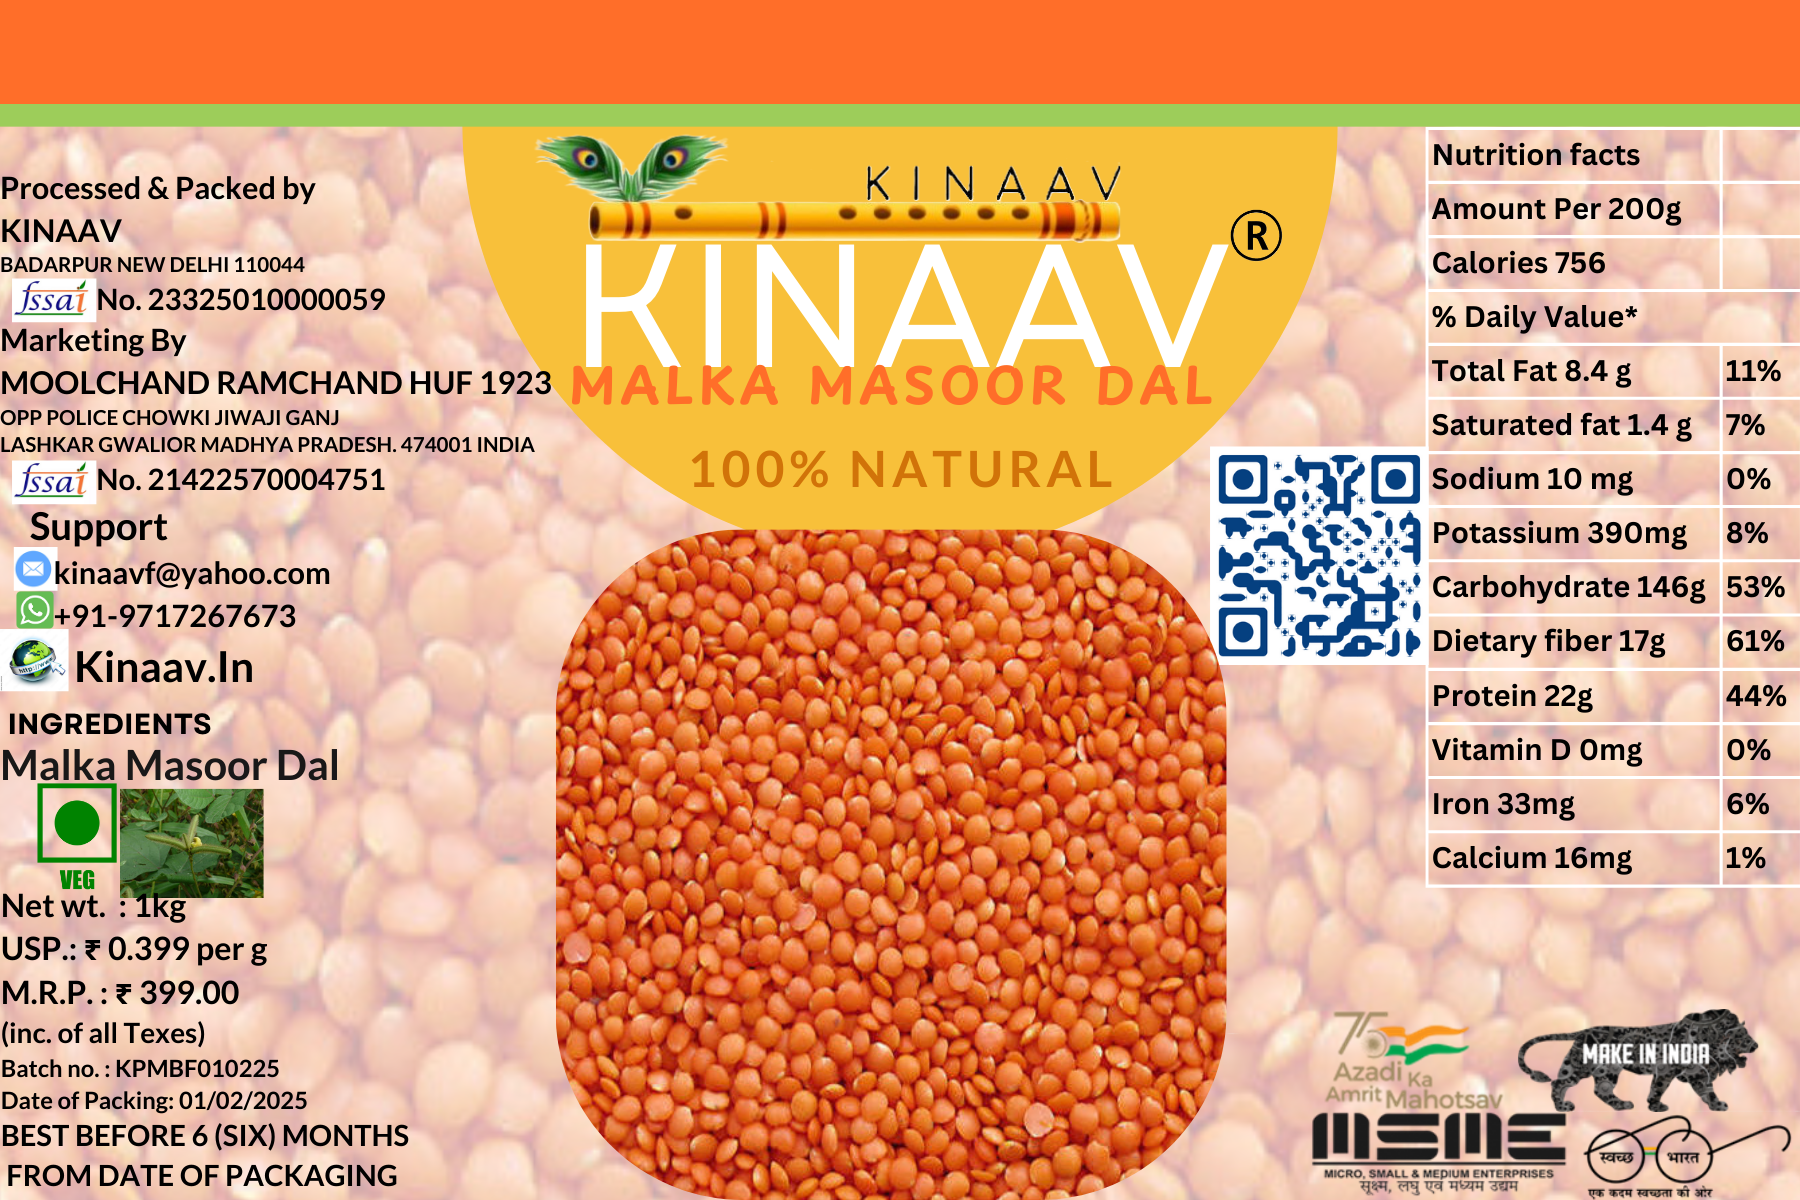 Processed & Packed by
KINAAV
BADARPUR NEW DELHI 110044
fssai No. 23325010000059
Marketing By
MOOLCHAND RAMCHAND HUF 1923
OPP POLICE CHOWKI JIWAJI GANJ
LASHKAR GWALIOR MADHYA PRADESH. 474001 INDIA
fssai No. 21422570004751
Support
kinaavf@yahoo.com
+91-9717267673
http://www
Kinaav.In
INGREDIENTS
Malka Masoor Dal
VEG
Net wt. : 1kg
USP.: ₹ 0.399 per g
M.R.P. : ₹ 399.00
(inc. of all Texes)
Batch no. : KPMBF010225
Date of Packing: 01/02/2025
BEST BEFORE 6 (SIX) MONTHS
FROM DATE OF PACKAGING
KINAAV
KINAAV®
MALKA MASOOR DAL
100% NATURAL
Nutrition facts
Amount Per 200g
Calories 756
% Daily Value*
Total Fat 8.4 g 11%
Saturated fat 1.4 g 7%
Sodium 10 mg 0%
Potassium 390mg 8%
Carbohydrate 146g 53%
Dietary fiber 17g 61%
Protein 22g 44%
Vitamin D 0mg 0%
Iron 33mg 6%
Calcium 16mg 1%
75
Azadi Ka
Amrit Mahotsav
MAKE IN INDIA
MSME
MICRO, SMALL & MEDIUM ENTERPRISES
सूक्ष्म, लघु एवं मध्यम उद्यम
स्वच्छ भारत
एक कदम स्वच्छता की ओर